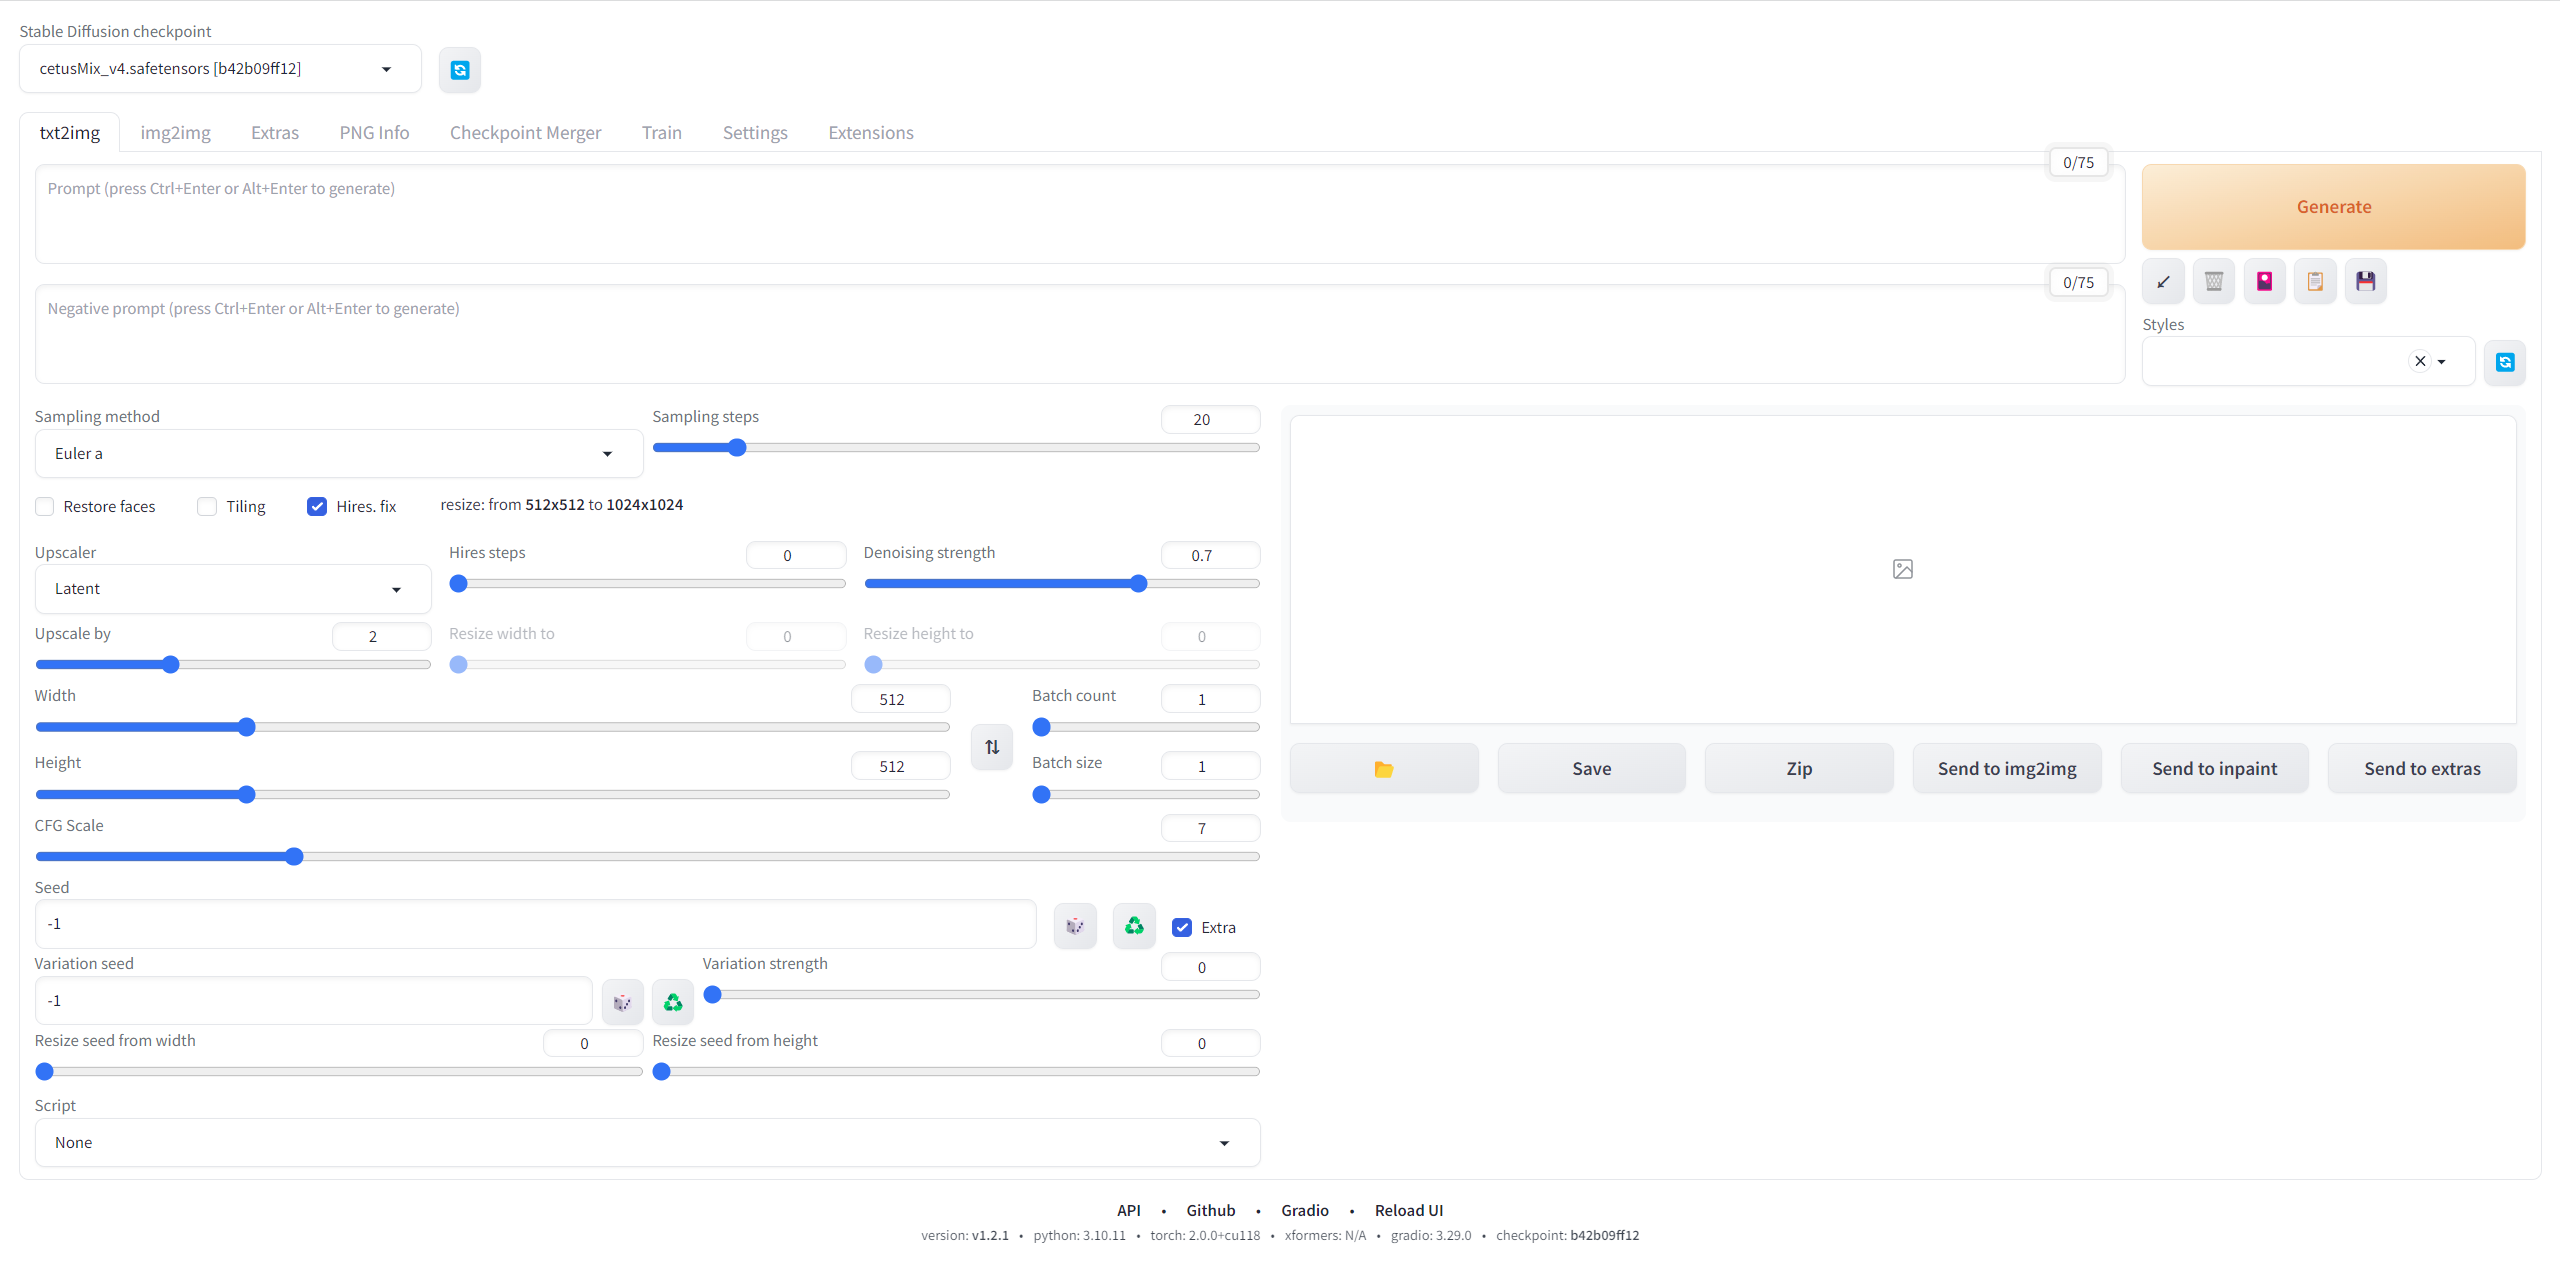 Stable Diffusion checkpoint
cetusMix_v4.safetensors [b42b09ff12]
txt2img img2img Extras PNG Info Checkpoint Merger Train Settings Extensions
0/75
Prompt (press Ctrl+Enter or Alt+Enter to generate)
Generate
0/75
Negative prompt (press Ctrl+Enter or Alt+Enter to generate)
Styles
Sampling method
Euler a
Sampling steps
20
Restore faces Tiling Hires. fix resize: from 512x512 to 1024x1024
Upscaler
Latent
Hires steps
0
Denoising strength
0.7
Upscale by
2
Resize width to
0
Resize height to
0
Width
512
Batch count
1
Height
512
Batch size
1
CFG Scale
7
Seed
-1
Extra
Variation seed
-1
Variation strength
0
Resize seed from width
0
Resize seed from height
0
Script
None
Save Zip Send to img2img Send to inpaint Send to extras
API • Github • Gradio • Reload UI
version: v1.2.1 • python: 3.10.11 • torch: 2.0.0+cu118 • xformers: N/A • gradio: 3.29.0 • checkpoint: b42b09ff12